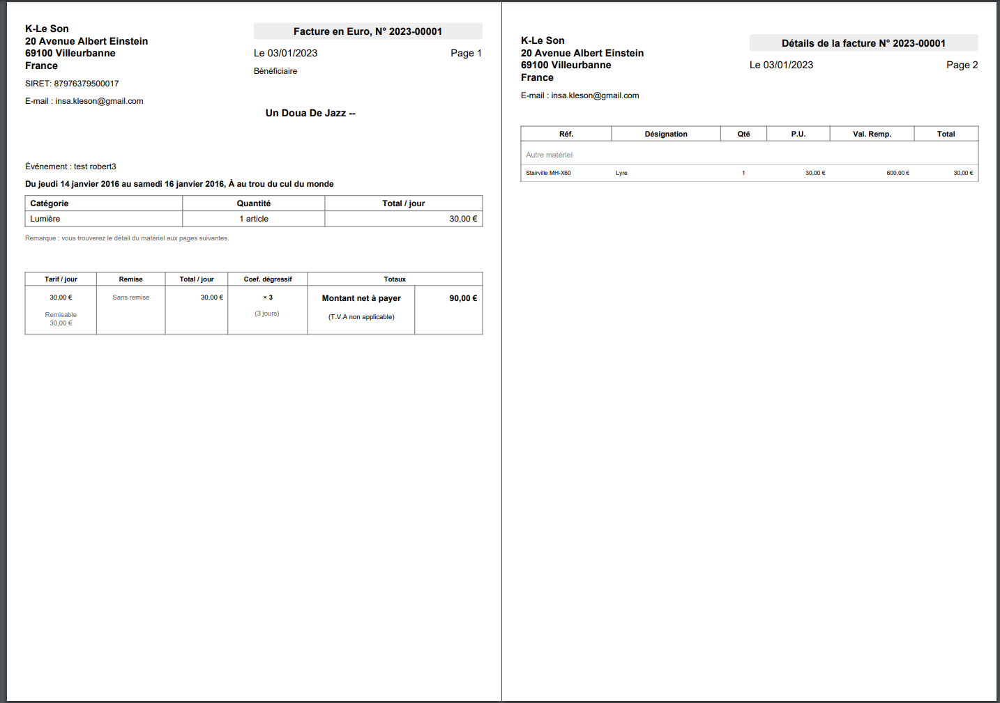 K-Le Son
20 Avenue Albert Einstein
69100 Villeurbanne
France
SIRET: 87976379500017
E-mail : insa.kleson@gmail.com
Facture en Euro, N° 2023-00001
Le 03/01/2023 Page 1
Bénéficiaire
Un Doua De Jazz --
Événement : test robert3
Du jeudi 14 janvier 2016 au samedi 16 janvier 2016, À au trou du cul du monde
Catégorie Quantité Total / jour
Lumière 1 article 30,00 €
Remarque : vous trouverez le détail du matériel aux pages suivantes.
Tarif / jour Remise Total / jour Coef. dégressif Totaux
30,00 € Sans remise 30,00 € × 3 Montant net à payer 90,00 €
Remisable (3 jours) (T.V.A non applicable)
30,00 €
K-Le Son
20 Avenue Albert Einstein
69100 Villeurbanne
France
E-mail : insa.kleson@gmail.com
Détails de la facture N° 2023-00001
Le 03/01/2023 Page 2
Réf. Désignation Qté P.U. Val. Remp. Total
Autre matériel
Stairville MH-X60 Lyre 1 30,00 € 600,00 € 30,00 €